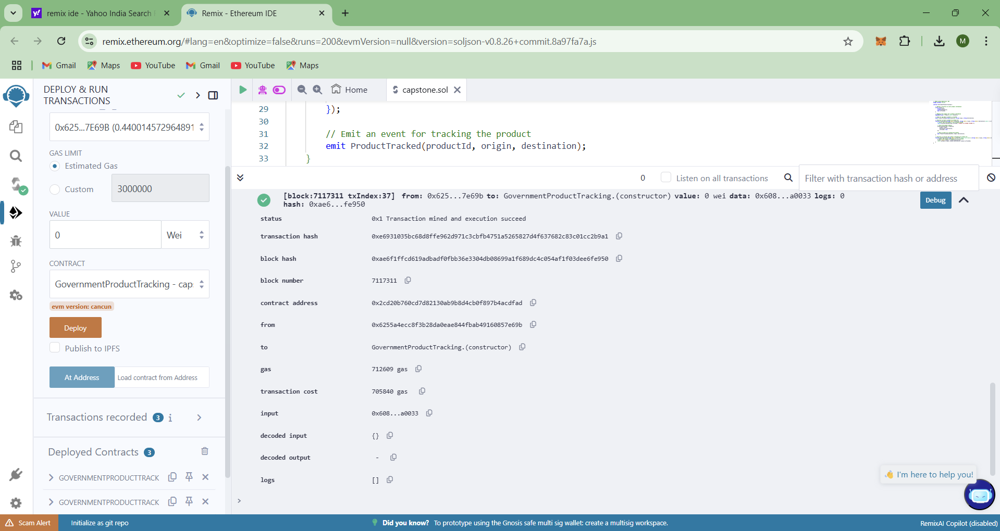 remix ide - Yahoo India Search
Remix - Ethereum IDE
remix.ethereum.org/#lang=en&optimize=false&runs=200&evmVersion=null&version=soljson-v0.8.26+commit.8a97fa7a.js
M
Gmail
Maps
YouTube
Gmail
YouTube
Maps
DEPLOY & RUN
TRANSACTIONS
0x625...7E69B (0.440014572964891
GAS LIMIT
Estimated Gas
Custom
3000000
VALUE
0
Wei
CONTRACT
GovernmentProductTracking - cap
evm version: cancun
Deploy
Publish to IPFS
At Address
Load contract from Address
Transactions recorded 3 i
Deployed Contracts 3
GOVERNMENTPRODUCTTRACK
GOVERNMENTPRODUCTTRACK
Home
capstone.sol
29 });
30
31 // Emit an event for tracking the product
32 emit ProductTracked(productId, origin, destination);
33 }
0
Listen on all transactions
Filter with transaction hash or address
[block:7117311 txIndex:37] from: 0x625...7e69b to: GovernmentProductTracking.(constructor) value: 0 wei data: 0x608...a0033 logs: 0
hash: 0xae6...fe950
Debug
status 0x1 Transaction mined and execution succeed
transaction hash 0xe6931035bc68d8ffe962d971c3cbfb4751a5265827d4f637682c83c01cc2b9a1
block hash 0xae6f1ffcd619adbadf0fbb36e3304db08699a1f689dc4c054af1f03dee6fe950
block number 7117311
contract address 0x2cd20b760cd7d82130ab9b8d4cb0f897b4acdfad
from 0x6255a4ecc8f3b28da0eae844fbab49160857e69b
to GovernmentProductTracking.(constructor)
gas 712609 gas
transaction cost 705840 gas
input 0x608...a0033
decoded input {}
decoded output -
logs []
>
I'm here to help you!
Scam Alert
Initialize as git repo
Did you know? To prototype using the Gnosis safe multi sig wallet: create a multisig workspace.
RemixAI Copilot (disabled)